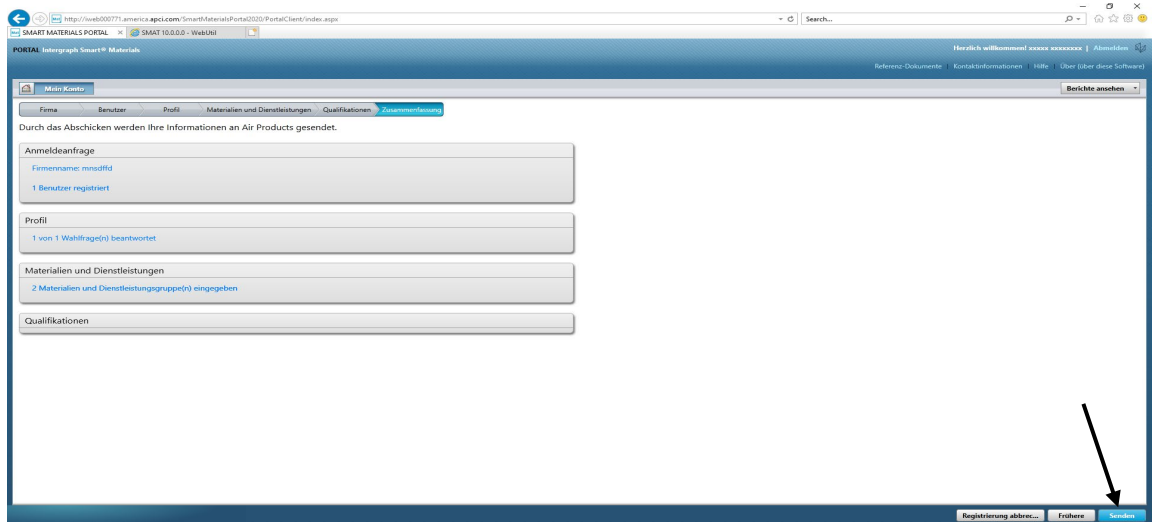 http://iweb000771.america.apci.com/SmartMaterialsPortal2020/PortalClient/index.aspx
Search...
SMART MATERIALS PORTAL
SMAT 10.0.0.0 - WebUtil
PORTAL Intergraph Smart® Materials
Herzlich willkommen! xxxxx xxxxxxxx | Abmelden
Referenz-Dokumente | Kontaktinformationen | Hilfe | Über (über diese Software)
Mein Konto
Berichte ansehen
Firma Benutzer Profil Materialien und Dienstleistungen Qualifikationen Zusammenfassung
Durch das Abschicken werden Ihre Informationen an Air Products gesendet.
Anmeldeanfrage
Firmenname: mnsdffd
1 Benutzer registriert
Profil
1 von 1 Wahlfrage(n) beantwortet
Materialien und Dienstleistungen
2 Materialien und Dienstleistungsgruppe(n) eingegeben
Qualifikationen
Registrierung abbrec... Frühere Senden